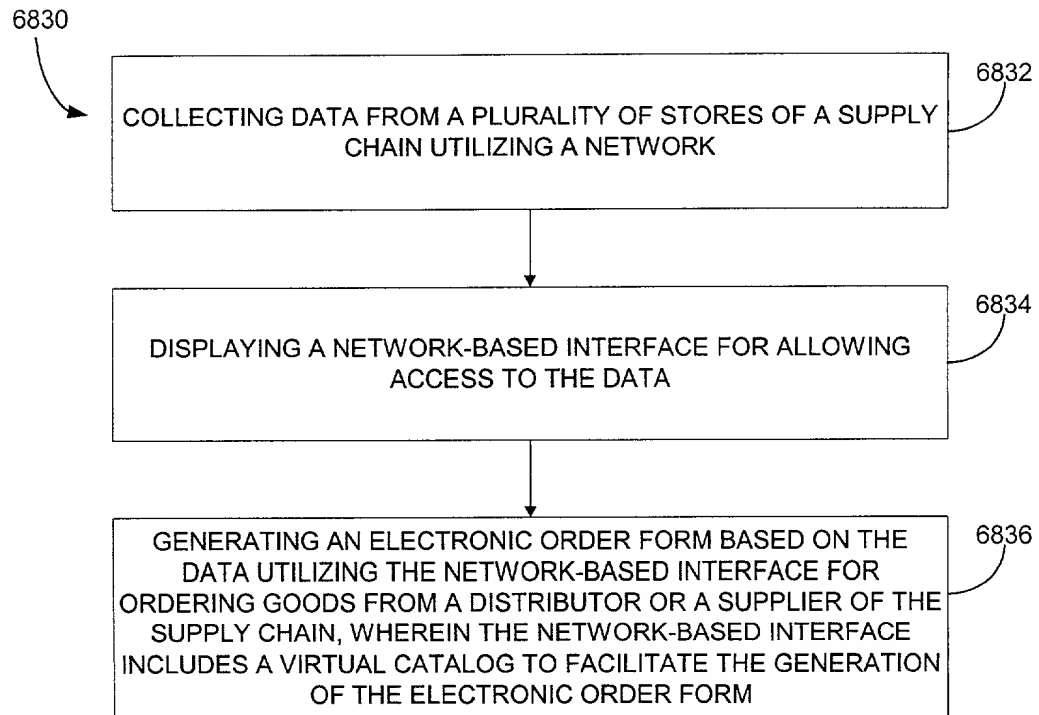 6830
6832
COLLECTING DATA FROM A PLURALITY OF STORES OF A SUPPLY
CHAIN UTILIZING A NETWORK
6834
DISPLAYING A NETWORK-BASED INTERFACE FOR ALLOWING
ACCESS TO THE DATA
6836
GENERATING AN ELECTRONIC ORDER FORM BASED ON THE
DATA UTILIZING THE NETWORK-BASED INTERFACE FOR
ORDERING GOODS FROM A DISTRIBUTOR OR A SUPPLIER OF THE
SUPPLY CHAIN, WHEREIN THE NETWORK-BASED INTERFACE
INCLUDES A VIRTUAL CATALOG TO FACILITATE THE GENERATION
OF THE ELECTRONIC ORDER FORM